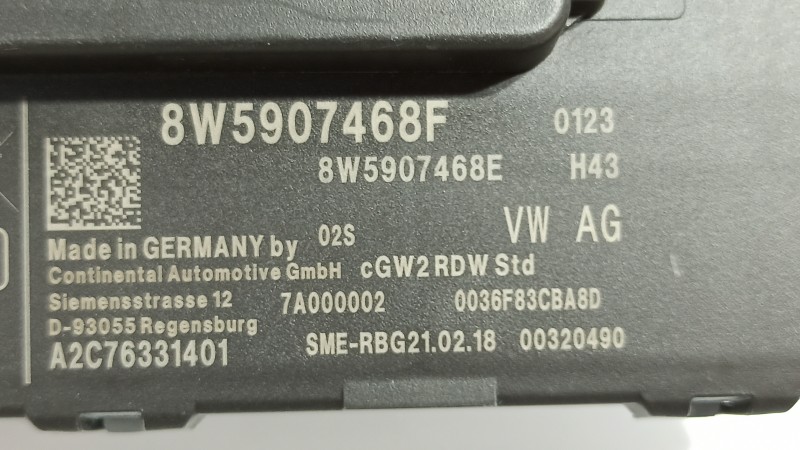 8W5907468F 0123
8W5907468E H43
02S VW AG
Made in GERMANY by
Continental Automotive GmbH cGW2 RDW Std
Siemensstrasse 12 7A000002 0036F83CBA8D
D-93055 Regensburg
A2C76331401 SME-RBG21.02.18 00320490